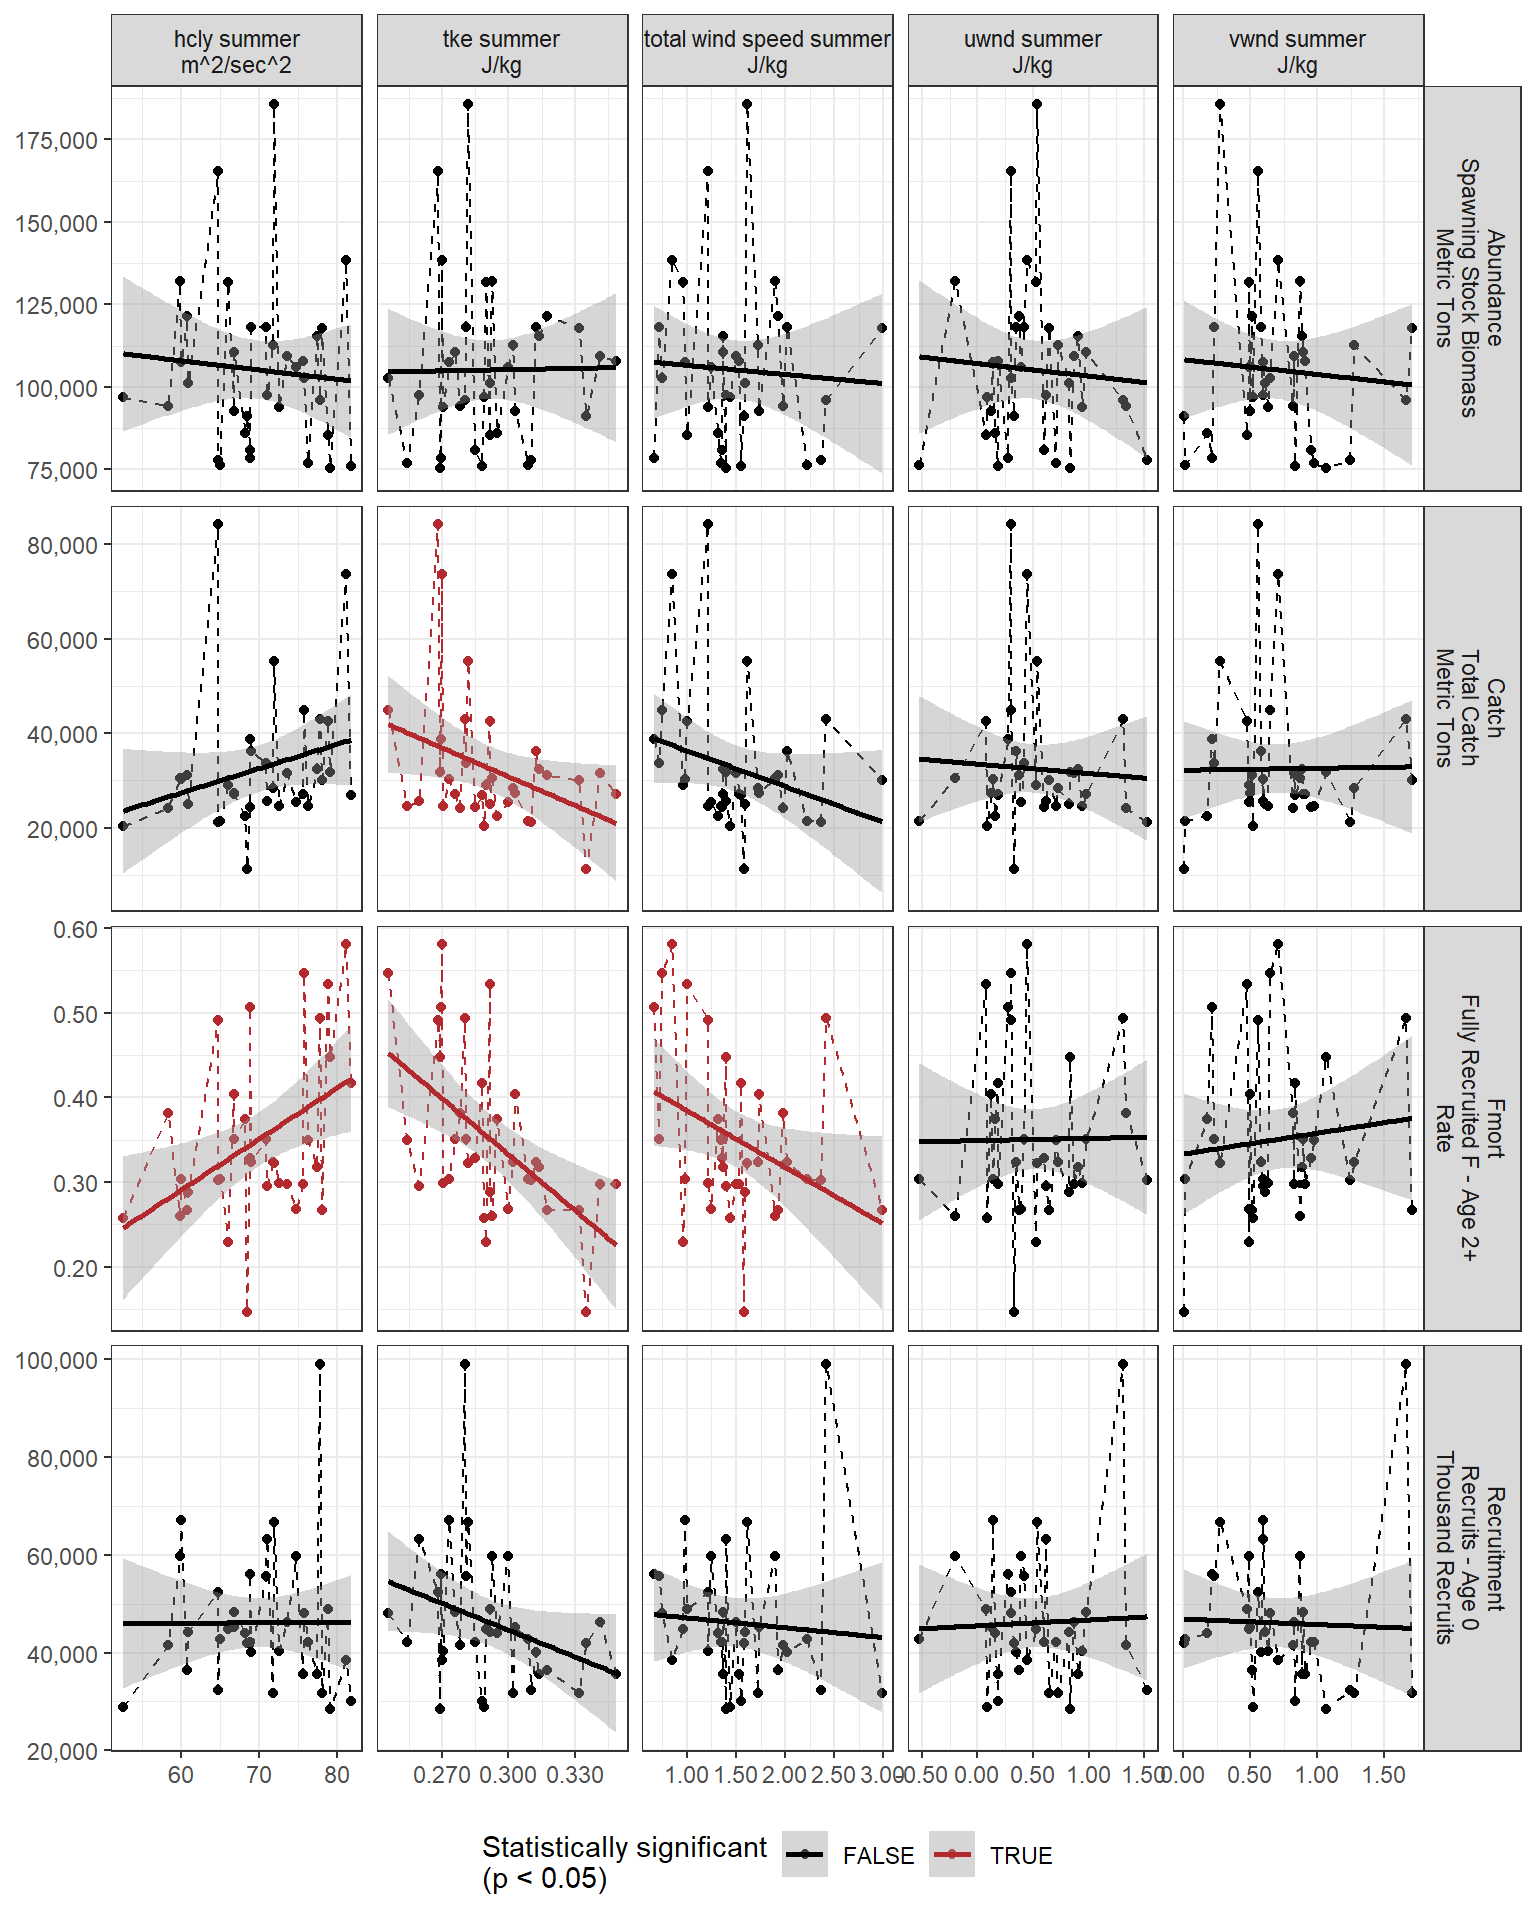 hcly summer
m^2/sec^2
tke summer
J/kg
total wind speed summer
J/kg
uwnd summer
J/kg
vwnd summer
J/kg
175,000
150,000
125,000
100,000
75,000
Abundance
Spawning Stock Biomass
Metric Tons
80,000
60,000
40,000
20,000
Catch
Total Catch
Metric Tons
0.60
0.50
0.40
0.30
0.20
Fmort
Fully Recruited F - Age 2+
Rate
100,000
80,000
60,000
40,000
20,000
Recruitment
Recruits - Age 0
Thousand Recruits
60 70 80
0.270 0.300 0.330
1.00 1.50 2.00 2.50 3.00
-0.50 0.00 0.50 1.00 1.50
0.00 0.50 1.00 1.50
Statistically significant
(p < 0.05)
FALSE
TRUE